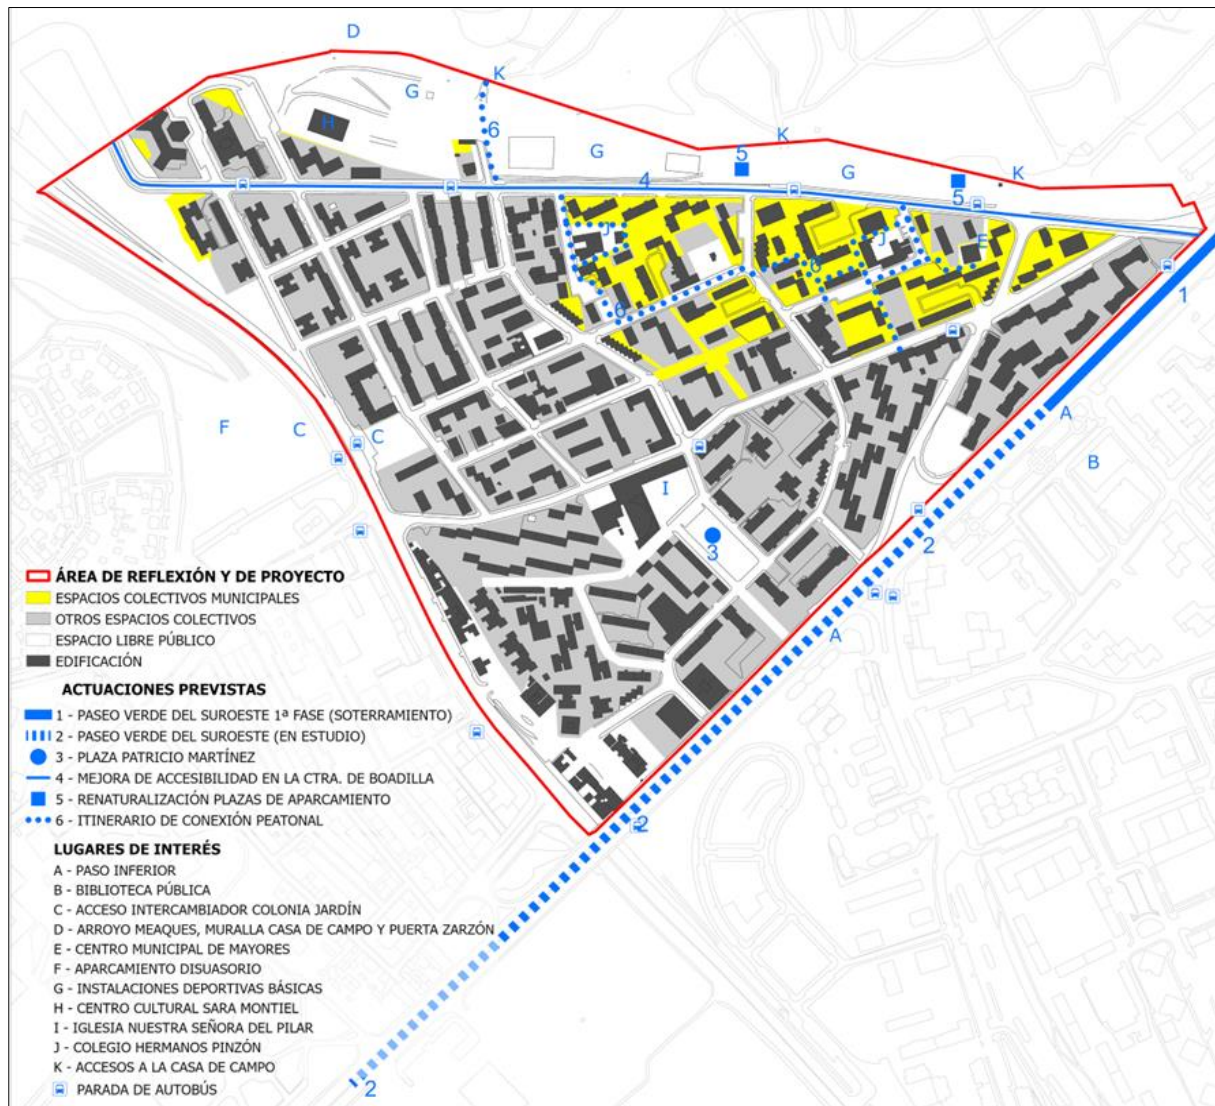 D
K
G
H
6
K
5
G
K
4
G
5
J
J
E
6
6
1
A
F
C
C
B
I
2
3
ÁREA DE REFLEXIÓN Y DE PROYECTO
ESPACIOS COLECTIVOS MUNICIPALES
OTROS ESPACIOS COLECTIVOS
ESPACIO LIBRE PÚBLICO
EDIFICACIÓN
A
ACTUACIONES PREVISTAS
1 - PASEO VERDE DEL SUROESTE 1ª FASE (SOTERRAMIENTO)
2 - PASEO VERDE DEL SUROESTE (EN ESTUDIO)
3 - PLAZA PATRICIO MARTÍNEZ
4 - MEJORA DE ACCESIBILIDAD EN LA CTRA. DE BOADILLA
5 - RENATURALIZACIÓN PLAZAS DE APARCAMIENTO
6 - ITINERARIO DE CONEXIÓN PEATONAL
2
LUGARES DE INTERÉS
A - PASO INFERIOR
B - BIBLIOTECA PÚBLICA
C - ACCESO INTERCAMBIADOR COLONIA JARDÍN
D - ARROYO MEAQUES, MURALLA CASA DE CAMPO Y PUERTA ZARZÓN
E - CENTRO MUNICIPAL DE MAYORES
F - APARCAMIENTO DISUASORIO
G - INSTALACIONES DEPORTIVAS BÁSICAS
H - CENTRO CULTURAL SARA MONTIEL
I - IGLESIA NUESTRA SEÑORA DEL PILAR
J - COLEGIO HERMANOS PINZÓN
K - ACCESOS A LA CASA DE CAMPO
PARADA DE AUTOBÚS
2